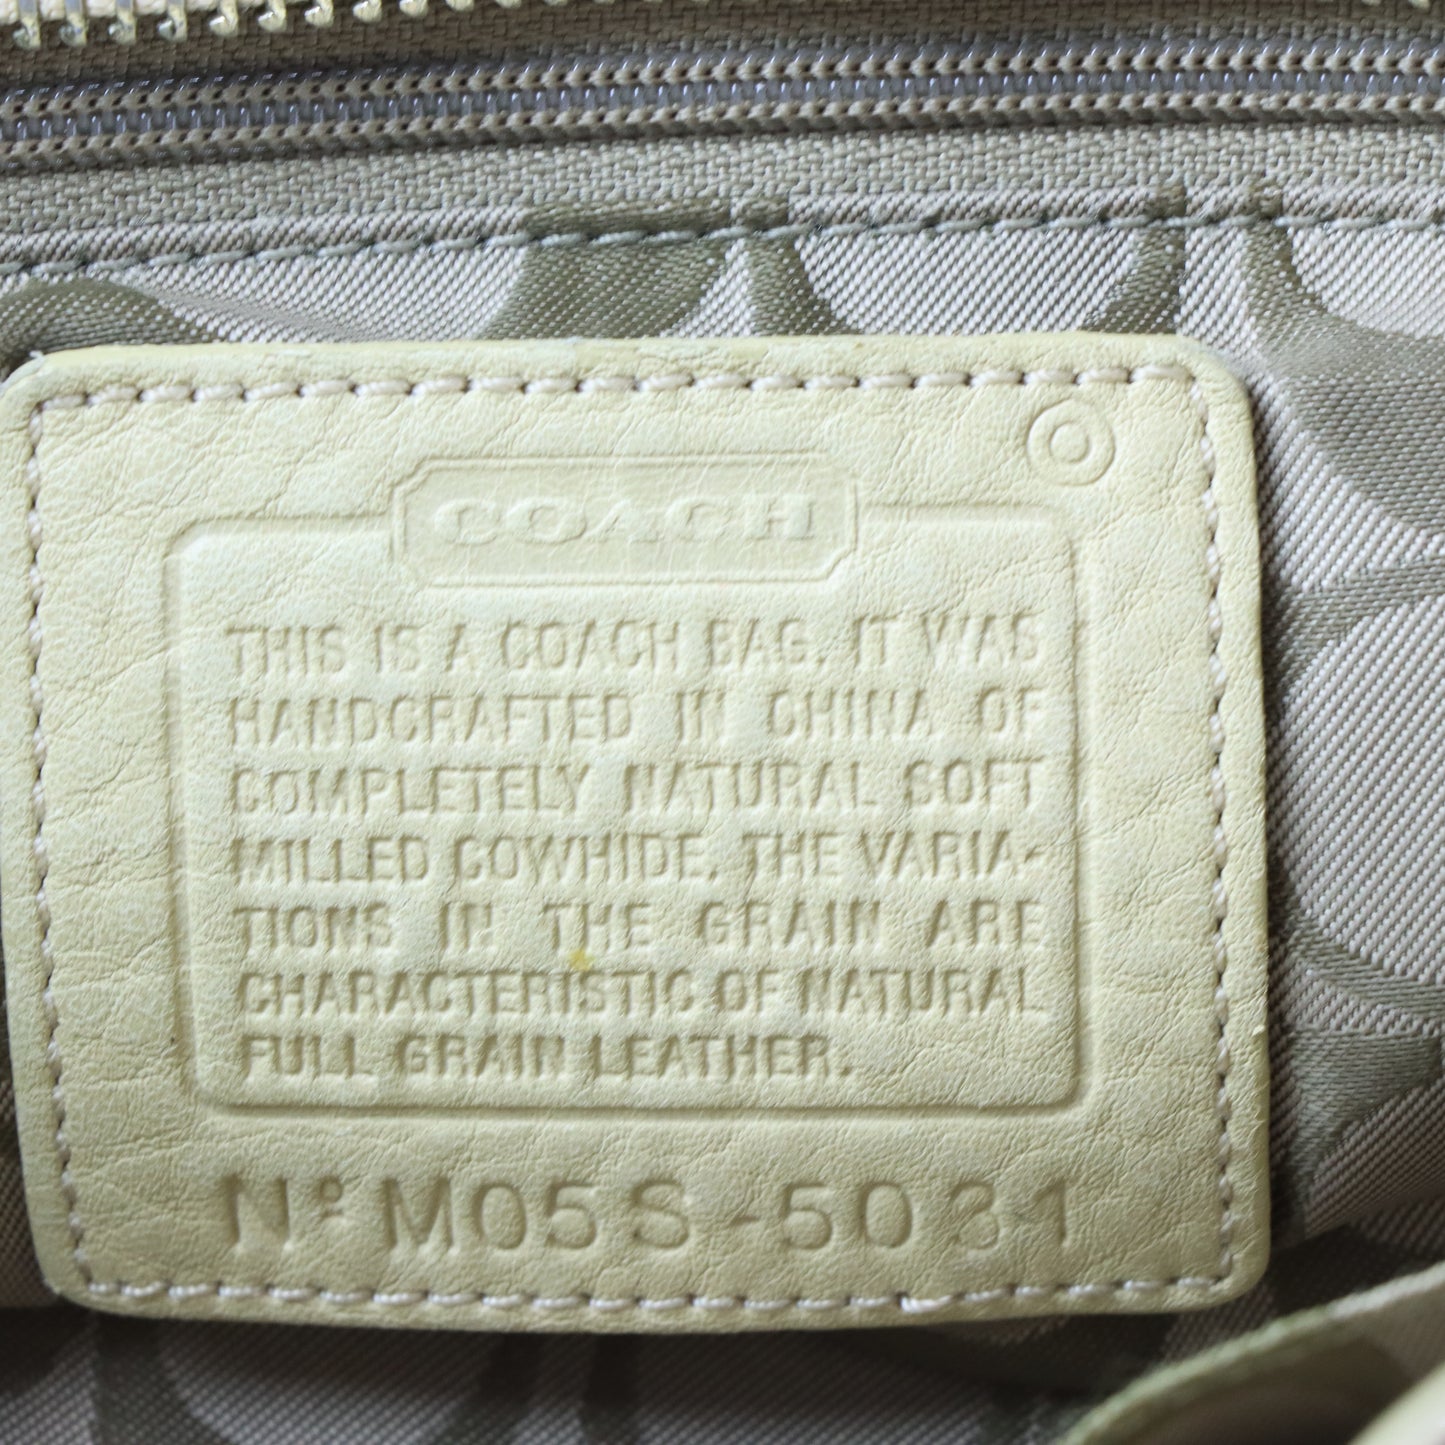 COACH
THIS IS A COACH BAG. IT WAS
HANDCRAFTED IN CHINA OF
COMPLETELY NATURAL SOFT
MILLED COWHIDE. THE VARIA-
TIONS IN THE GRAIN ARE
CHARACTERISTIC OF NATURAL
FULL GRAIN LEATHER.
Nº M05S-5031